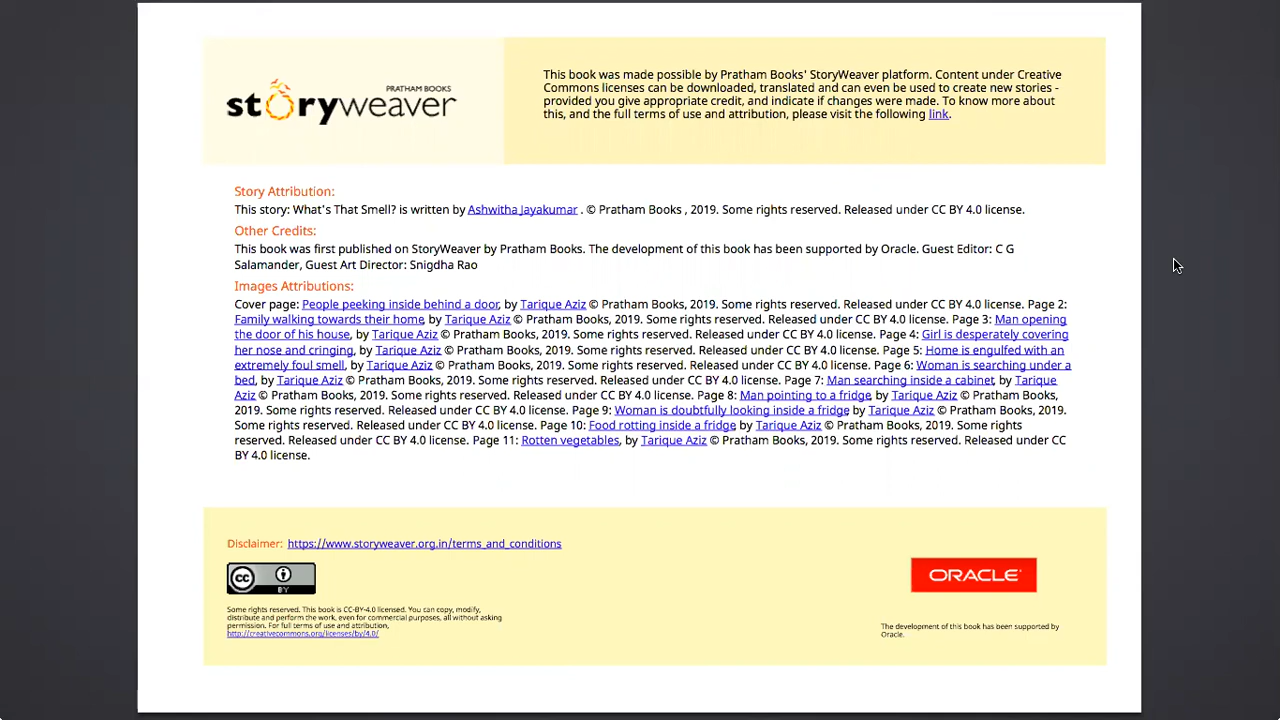 PRATHAM BOOKS
storyweaver
This book was made possible by Pratham Books' StoryWeaver platform. Content under Creative
Commons licenses can be downloaded, translated and can even be used to create new stories -
provided you give appropriate credit, and indicate if changes were made. To know more about
this, and the full terms of use and attribution, please visit the following link.
Story Attribution:
This story: What's That Smell? is written by Ashwitha Jayakumar . © Pratham Books , 2019. Some rights reserved. Released under CC BY 4.0 license.
Other Credits:
This book was first published on StoryWeaver by Pratham Books. The development of this book has been supported by Oracle. Guest Editor: C G
Salamander, Guest Art Director: Snigdha Rao
Images Attributions:
Cover page: People peeking inside behind a door, by Tarique Aziz © Pratham Books, 2019. Some rights reserved. Released under CC BY 4.0 license. Page 2:
Family walking towards their home, by Tarique Aziz © Pratham Books, 2019. Some rights reserved. Released under CC BY 4.0 license. Page 3: Man opening
the door of his house, by Tarique Aziz © Pratham Books, 2019. Some rights reserved. Released under CC BY 4.0 license. Page 4: Girl is desperately covering
her nose and cringing, by Tarique Aziz © Pratham Books, 2019. Some rights reserved. Released under CC BY 4.0 license. Page 5: Home is engulfed with an
extremely foul smell, by Tarique Aziz © Pratham Books, 2019. Some rights reserved. Released under CC BY 4.0 license. Page 6: Woman is searching under a
bed, by Tarique Aziz © Pratham Books, 2019. Some rights reserved. Released under CC BY 4.0 license. Page 7: Man searching inside a cabinet, by Tarique
Aziz © Pratham Books, 2019. Some rights reserved. Released under CC BY 4.0 license. Page 8: Man pointing to a fridge, by Tarique Aziz © Pratham Books,
2019. Some rights reserved. Released under CC BY 4.0 license. Page 9: Woman is doubtfully looking inside a fridge, by Tarique Aziz © Pratham Books, 2019.
Some rights reserved. Released under CC BY 4.0 license. Page 10: Food rotting inside a fridge, by Tarique Aziz © Pratham Books, 2019. Some rights
reserved. Released under CC BY 4.0 license. Page 11: Rotten vegetables, by Tarique Aziz © Pratham Books, 2019. Some rights reserved. Released under CC
BY 4.0 license.
Disclaimer: https://www.storyweaver.org.in/terms_and_conditions
cc BY
ORACLE
Some rights reserved. This book is CC-BY-4.0 licensed. You can copy, modify,
distribute and perform the work, even for commercial purposes, all without asking
permission. For full terms of use and attribution,
http://creativecommons.org/licenses/by/4.0/
The development of this book has been supported by
Oracle.